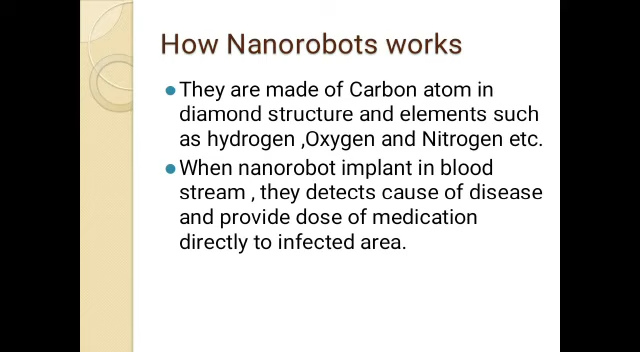 How Nanorobots works
They are made of Carbon atom in
diamond structure and elements such
as hydrogen ,Oxygen and Nitrogen etc.
When nanorobot implant in blood
stream , they detects cause of disease
and provide dose of medication
directly to infected area.